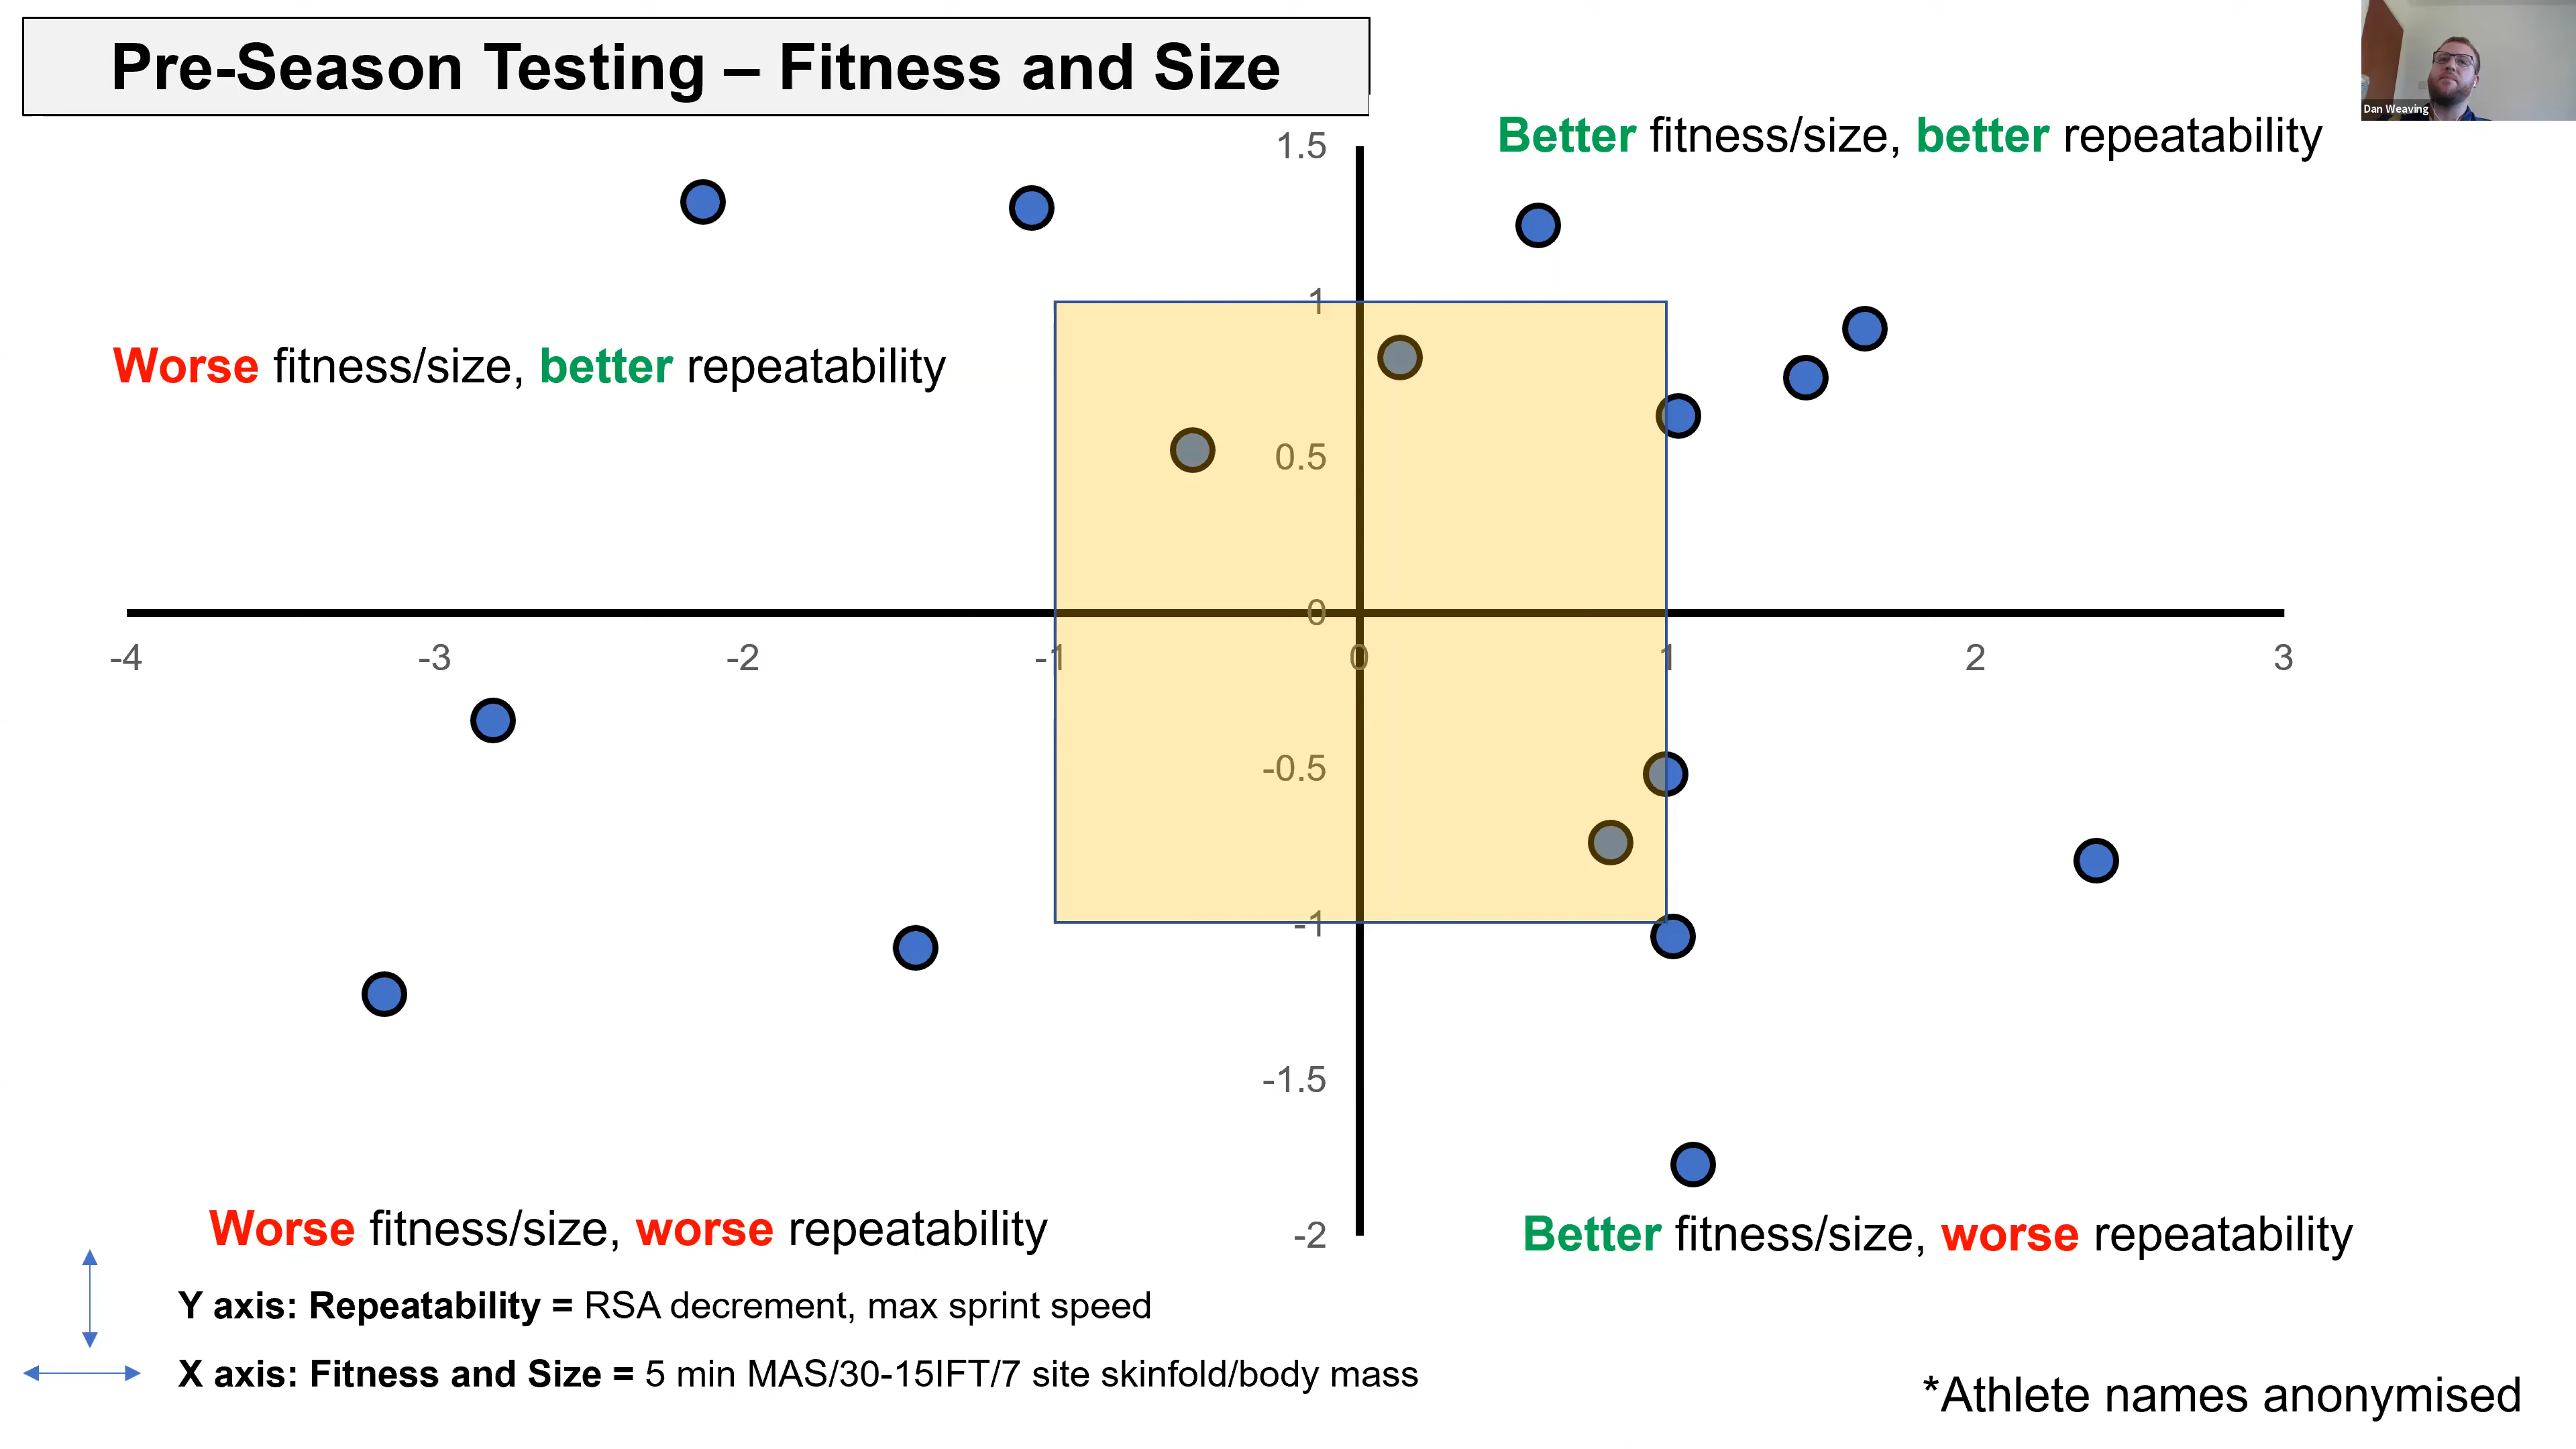 Pre-Season Testing – Fitness and Size
Dan Weaving
Better fitness/size, better repeatability
1.5
1
Worse fitness/size, better repeatability
0.5
0
-4 -3 -2 -1 0 1 2 3
-0.5
-1
-1.5
Worse fitness/size, worse repeatability
-2
Better fitness/size, worse repeatability
Y axis: Repeatability = RSA decrement, max sprint speed
X axis: Fitness and Size = 5 min MAS/30-15IFT/7 site skinfold/body mass
*Athlete names anonymised